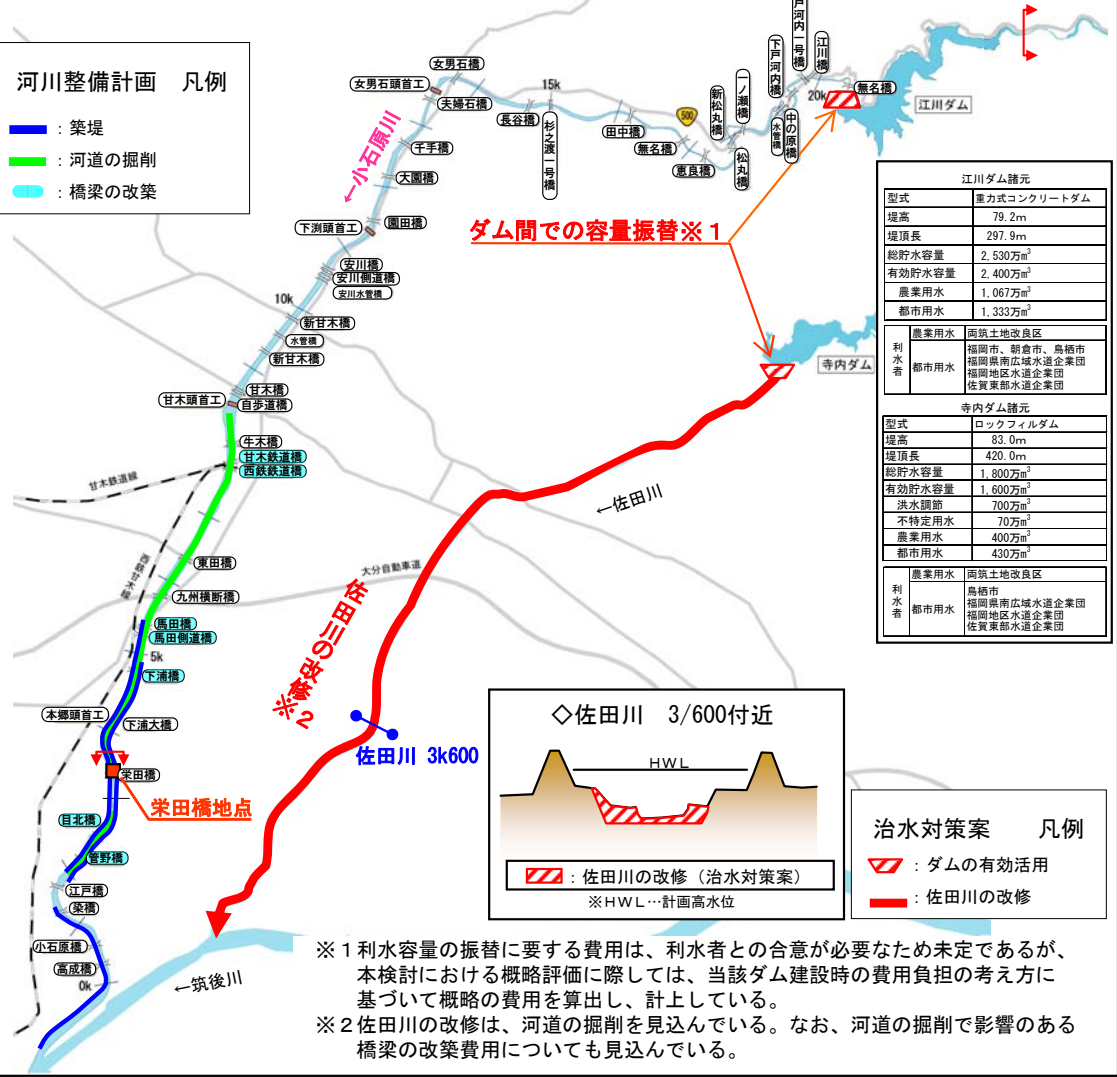 河川整備計画　凡例
：築堤
：河道の掘削
：橋梁の改築
女男石橋
女男石頭首工
夫婦石橋
15k
長谷橋
杉之渡一号橋
田中橋
500
無名橋
恵良橋
新松丸橋
一ノ瀬橋
松丸橋
水管橋
中の原橋
下戸河内橋
戸河内一号橋
江川橋
20k
無名橋
江川ダム
←小石原川
千手橋
大園橋
園田橋
下渕頭首工
安川橋
安川側道橋
安川水管橋
10k
新甘木橋
水管橋
新甘木橋
甘木橋
甘木頭首工
自歩道橋
牛木橋
甘木鉄道橋
西鉄鉄道橋
甘木鉄道線
西鉄甘木線
東田橋
九州横断橋
大分自動車道
馬田橋
馬田側道橋
5k
下浦橋
本郷頭首工
下浦大橋
栄田橋
栄田橋地点
目北橋
菅野橋
江戸橋
染橋
小石原橋
高成橋
0k
←筑後川
ダム間での容量振替※１
寺内ダム
←佐田川
佐田川の改修※２
佐田川 3k600
江川ダム諸元
型式　重力式コンクリートダム
堤高　79.2m
堤頂長　297.9m
総貯水容量　2,530万m³
有効貯水容量　2,400万m³
農業用水　1,067万m³
都市用水　1,333万m³
利水者
農業用水　両筑土地改良区
都市用水　福岡市、朝倉市、鳥栖市
福岡県南広域水道企業団
福岡地区水道企業団
佐賀東部水道企業団
寺内ダム諸元
型式　ロックフィルダム
堤高　83.0m
堤頂長　420.0m
総貯水容量　1,800万m³
有効貯水容量　1,600万m³
洪水調節　700万m³
不特定用水　70万m³
農業用水　400万m³
都市用水　430万m³
利水者
農業用水　両筑土地改良区
都市用水　鳥栖市
福岡県南広域水道企業団
福岡地区水道企業団
佐賀東部水道企業団
◇佐田川　3/600付近
ＨＷＬ
：佐田川の改修（治水対策案）
※ＨＷＬ…計画高水位
治水対策案　凡例
：ダムの有効活用
：佐田川の改修
※１利水容量の振替に要する費用は、利水者との合意が必要なため未定であるが、
本検討における概略評価に際しては、当該ダム建設時の費用負担の考え方に
基づいて概略の費用を算出し、計上している。
※２佐田川の改修は、河道の掘削を見込んでいる。なお、河道の掘削で影響のある
橋梁の改築費用についても見込んでいる。